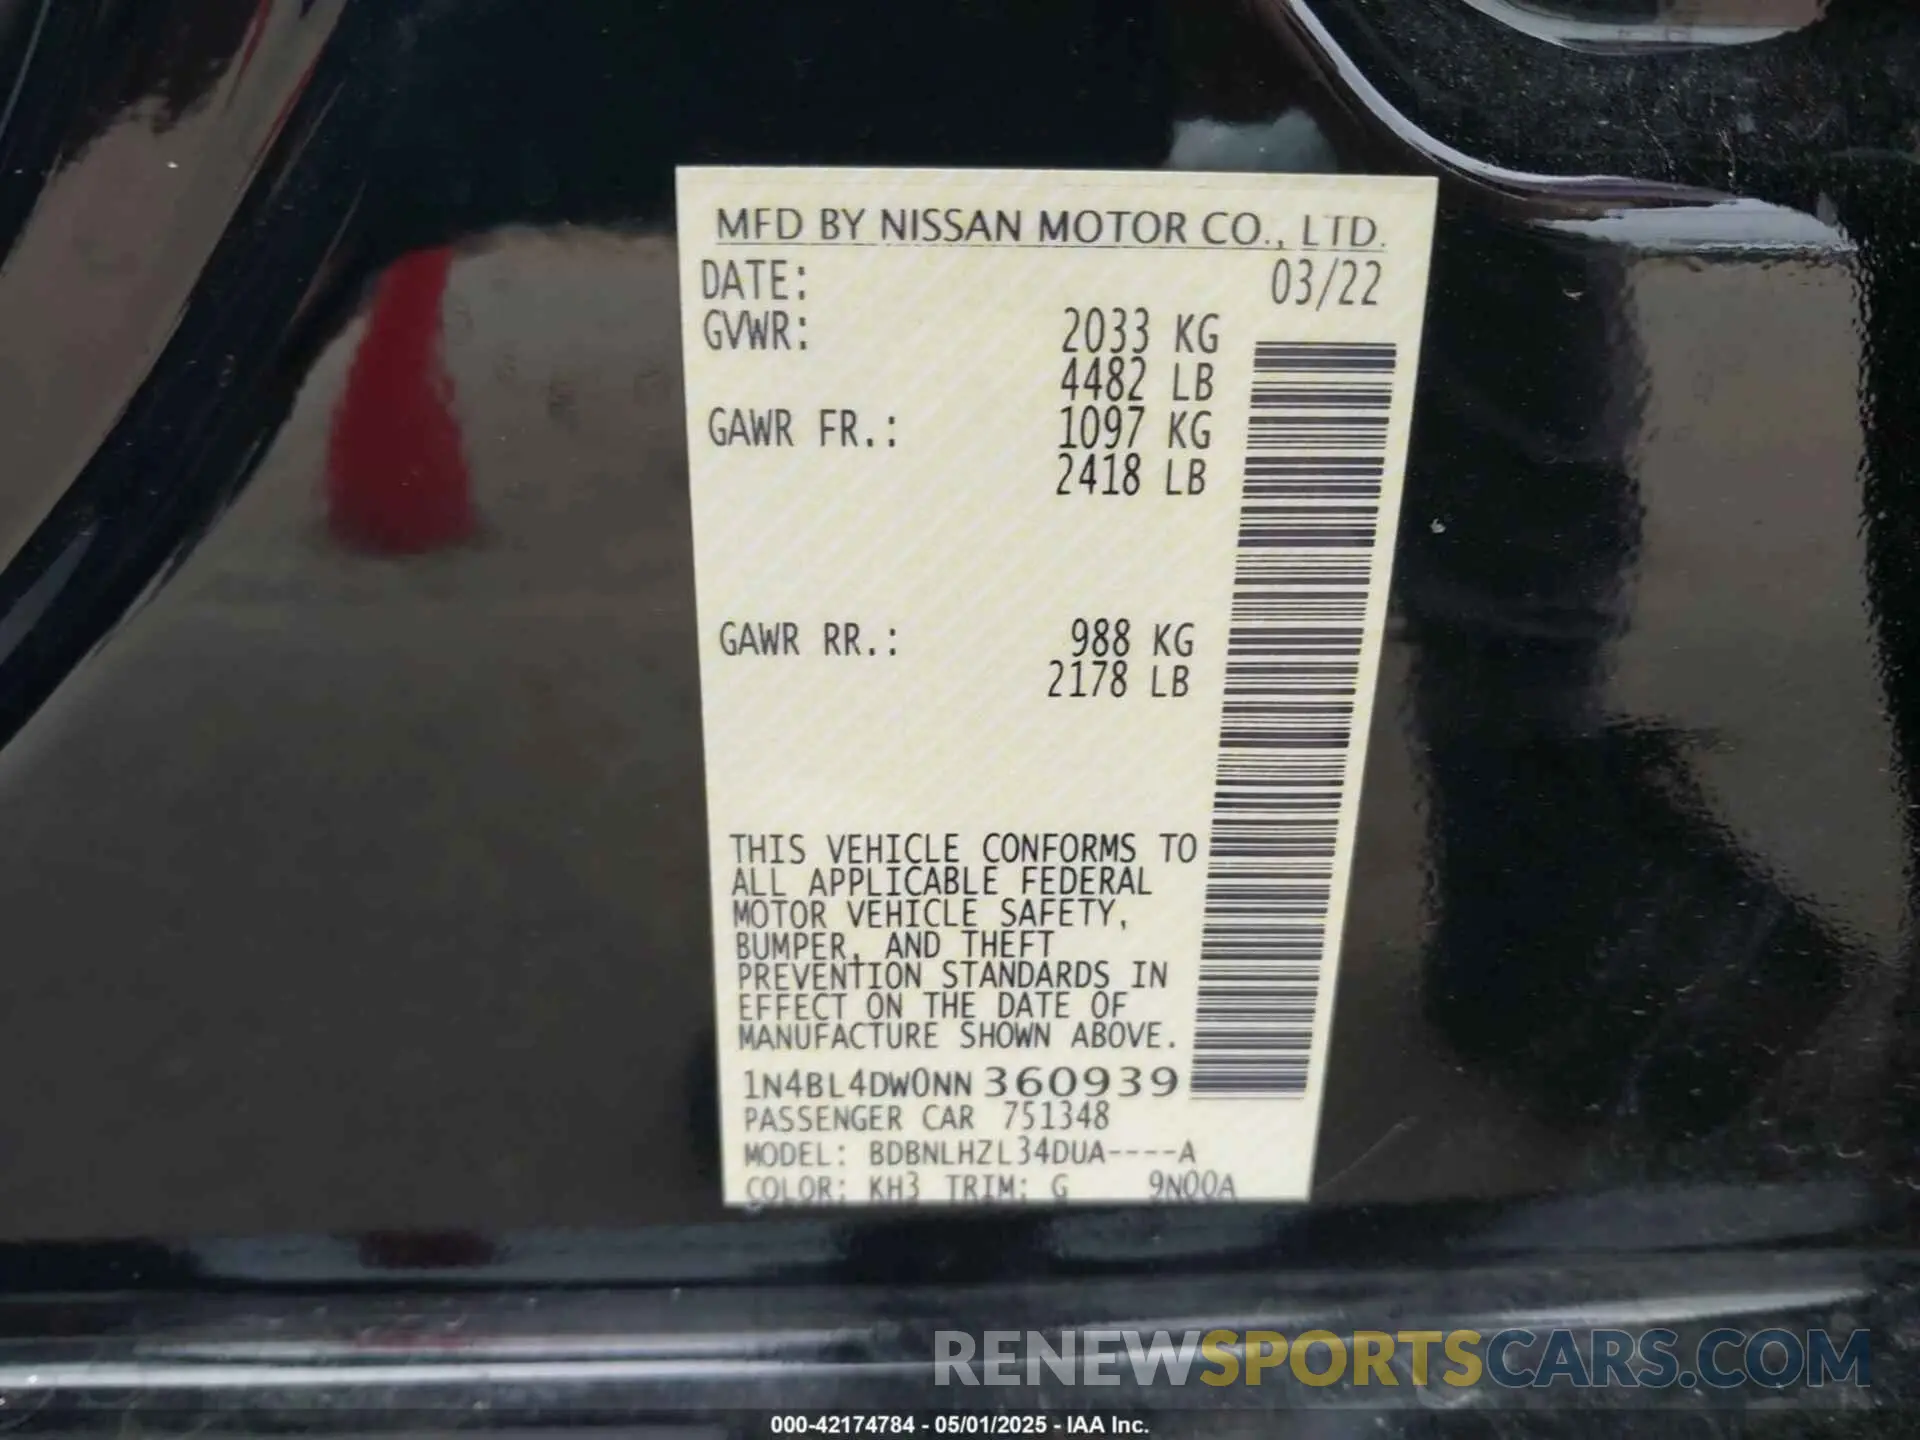 MFD BY NISSAN MOTOR CO., LTD.
DATE: 03/22
GVWR: 2033 KG
4482 LB
GAWR FR.: 1097 KG
2418 LB
GAWR RR.: 988 KG
2178 LB
THIS VEHICLE CONFORMS TO
ALL APPLICABLE FEDERAL
MOTOR VEHICLE SAFETY,
BUMPER, AND THEFT
PREVENTION STANDARDS IN
EFFECT ON THE DATE OF
MANUFACTURE SHOWN ABOVE.
1N4BL4DW0NN360939
PASSENGER CAR 751348
MODEL: BDBNLHZL34DUA----A
COLOR: KH3 TRIM: G 9N00A
RENEWSPORTSCARS.COM
000-42174784 - 05/01/2025 - IAA Inc.